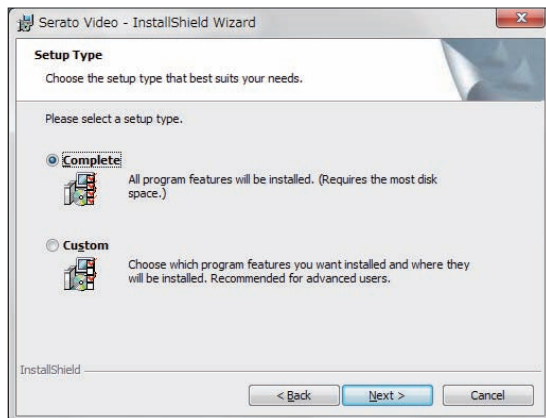 Serato Video - InstallShield Wizard
Setup Type
Choose the setup type that best suits your needs.
Please select a setup type.
Complete
All program features will be installed. (Requires the most disk
space.)
Custom
Choose which program features you want installed and where they
will be installed. Recommended for advanced users.
InstallShield
< Back
Next >
Cancel